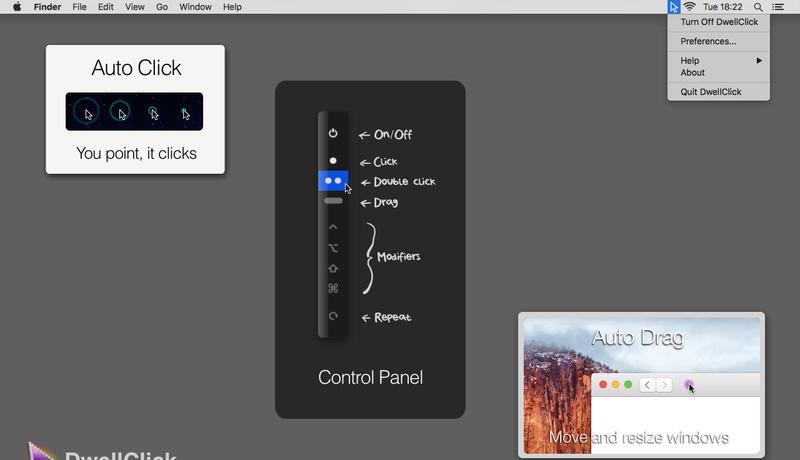 Finder File Edit View Go Window Help Tue 18:22
Turn Off DwellClick
Preferences...
Help
About
Quit DwellClick
Auto Click
You point, it clicks
On/Off
Click
Double click
Drag
Modifiers
Repeat
Control Panel
Auto Drag
Move and resize windows
DwellClick